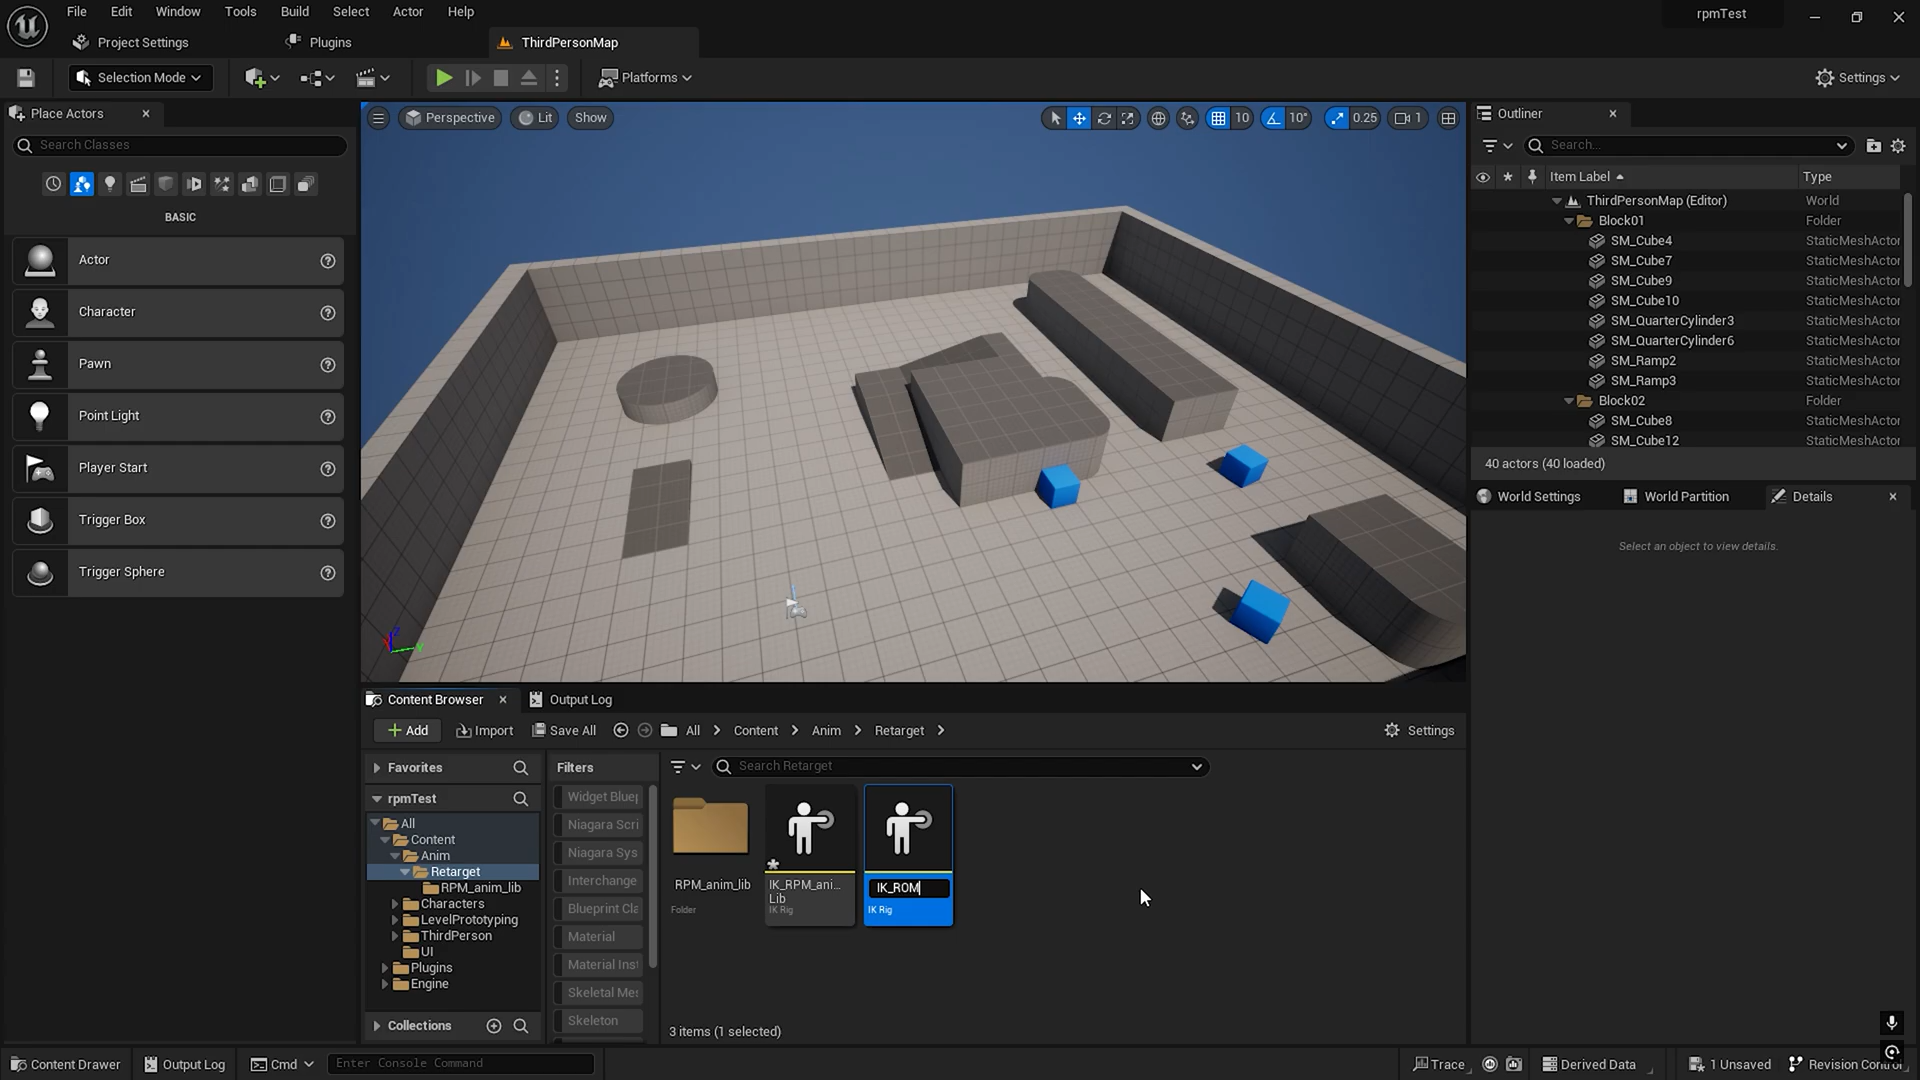 File Edit Window Tools Build Select Actor Help
rpmTest
Project Settings
Plugins
ThirdPersonMap
Selection Mode
Platforms
Settings
Place Actors
Search Classes
BASIC
Actor
Character
Pawn
Point Light
Player Start
Trigger Box
Trigger Sphere
Perspective
Lit
Show
10
10°
0.25
1
Outliner
Search...
Item Label
Type
ThirdPersonMap (Editor) World
Block01 Folder
SM_Cube4 StaticMeshActor
SM_Cube7 StaticMeshActor
SM_Cube9 StaticMeshActor
SM_Cube10 StaticMeshActor
SM_QuarterCylinder3 StaticMeshActor
SM_QuarterCylinder6 StaticMeshActor
SM_Ramp2 StaticMeshActor
SM_Ramp3 StaticMeshActor
Block02 Folder
SM_Cube8 StaticMeshActor
SM_Cube12 StaticMeshActor
40 actors (40 loaded)
World Settings
World Partition
Details
Select an object to view details.
Content Browser
Output Log
Add
Import
Save All
All
Content
Anim
Retarget
Settings
Favorites
rpmTest
All
Content
Anim
Retarget
RPM_anim_lib
Characters
LevelPrototyping
ThirdPerson
UI
Plugins
Engine
Collections
Filters
Widget Bluep
Niagara Scri
Niagara Sys
Interchange
Blueprint Cla
Material
Material Inst
Skeletal Mes
Skeleton
Search Retarget
RPM_anim_lib
Folder
IK_RPM_ani...
Lib
IK Rig
IK_ROM
IK Rig
3 items (1 selected)
Content Drawer
Output Log
Cmd
Enter Console Command
Trace
Derived Data
1 Unsaved
Revision Control